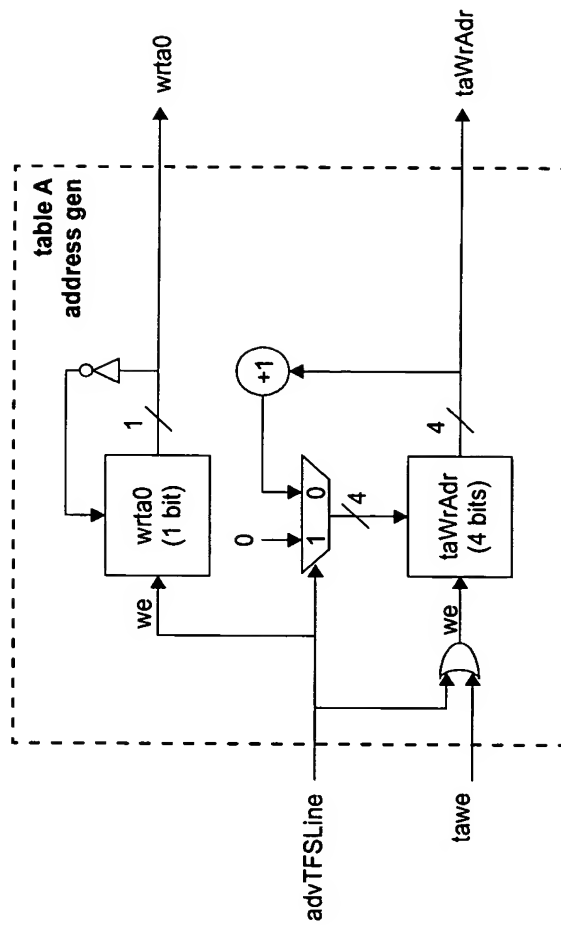 table A
address gen
wrta0
1
wrta0
(1 bit)
we
+1
0
1
0
4
advTFSLine
4
taWrAdr
taWrAdr
(4 bits)
we
tawe